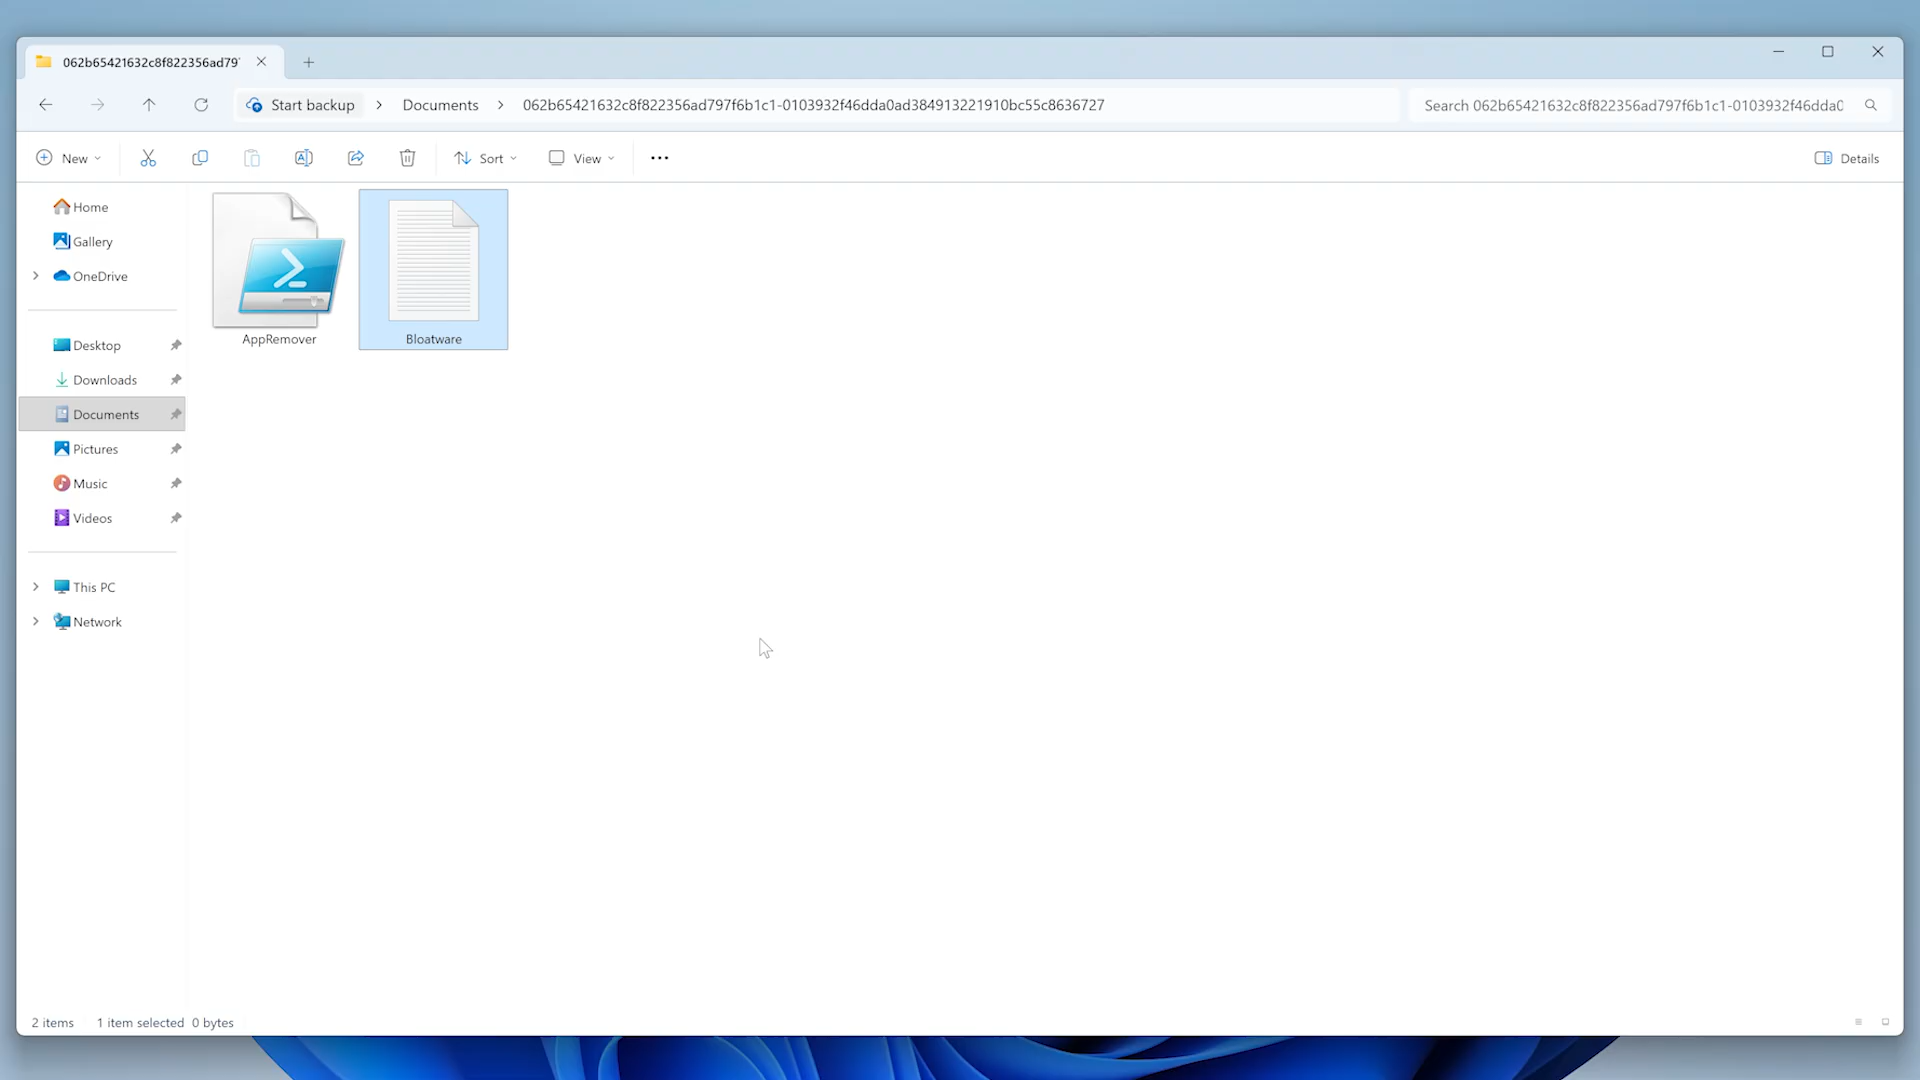 062b65421632c8f822356ad79
Start backup > Documents > 062b65421632c8f822356ad797f6b1c1-0103932f46dda0ad384913221910bc55c8636727
Search 062b65421632c8f822356ad797f6b1c1-0103932f46dda0
New
Sort
View
Details
Home
Gallery
OneDrive
Desktop
Downloads
Documents
Pictures
Music
Videos
This PC
Network
AppRemover
Bloatware
2 items 1 item selected 0 bytes